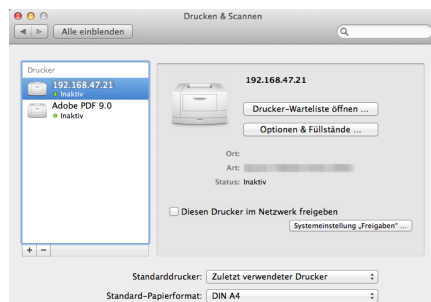 Drucken & Scannen
Alle einblenden
Drucker
192.168.47.21
Inaktiv
Adobe PDF 9.0
Inaktiv
192.168.47.21
Drucker-Warteliste öffnen ...
Optionen & Füllstände ...
Ort:
Art:
Status: Inaktiv
Diesen Drucker im Netzwerk freigeben
Systemeinstellung „Freigaben“ ...
+ −
Standarddrucker: Zuletzt verwendeter Drucker
Standard-Papierformat: DIN A4